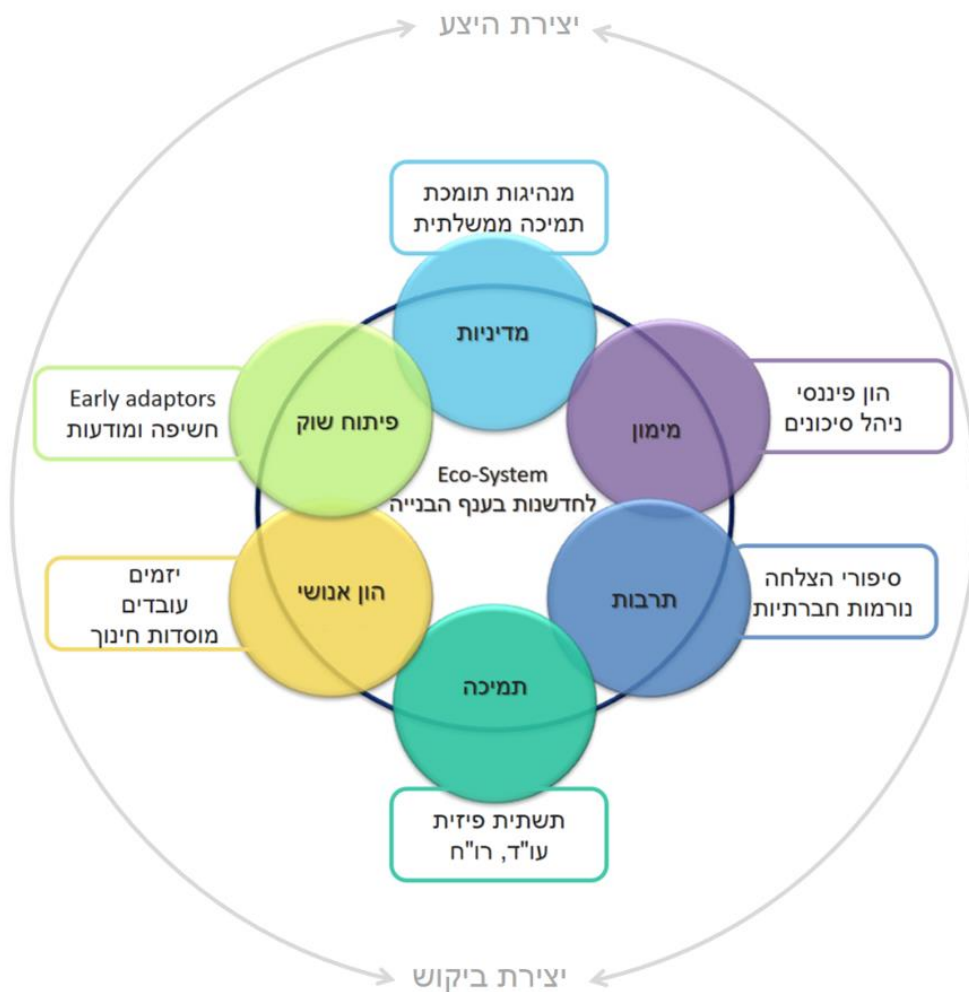 יצירת היצע
מנהיגות תומכת
תמיכה ממשלתית
מדיניות
מימון
הון פיננסי
ניהל סיכונים
תרבות
סיפורי הצלחה
נורמות חברתיות
תמיכה
תשתית פיזית
עו"ד, רו"ח
הון אנושי
יזמים
עובדים
מוסדות חינוך
פיתוח שוק
Early adaptors
חשיפה ומודעות
Eco-System
לחדשנות בענף הבנייה
יצירת ביקוש